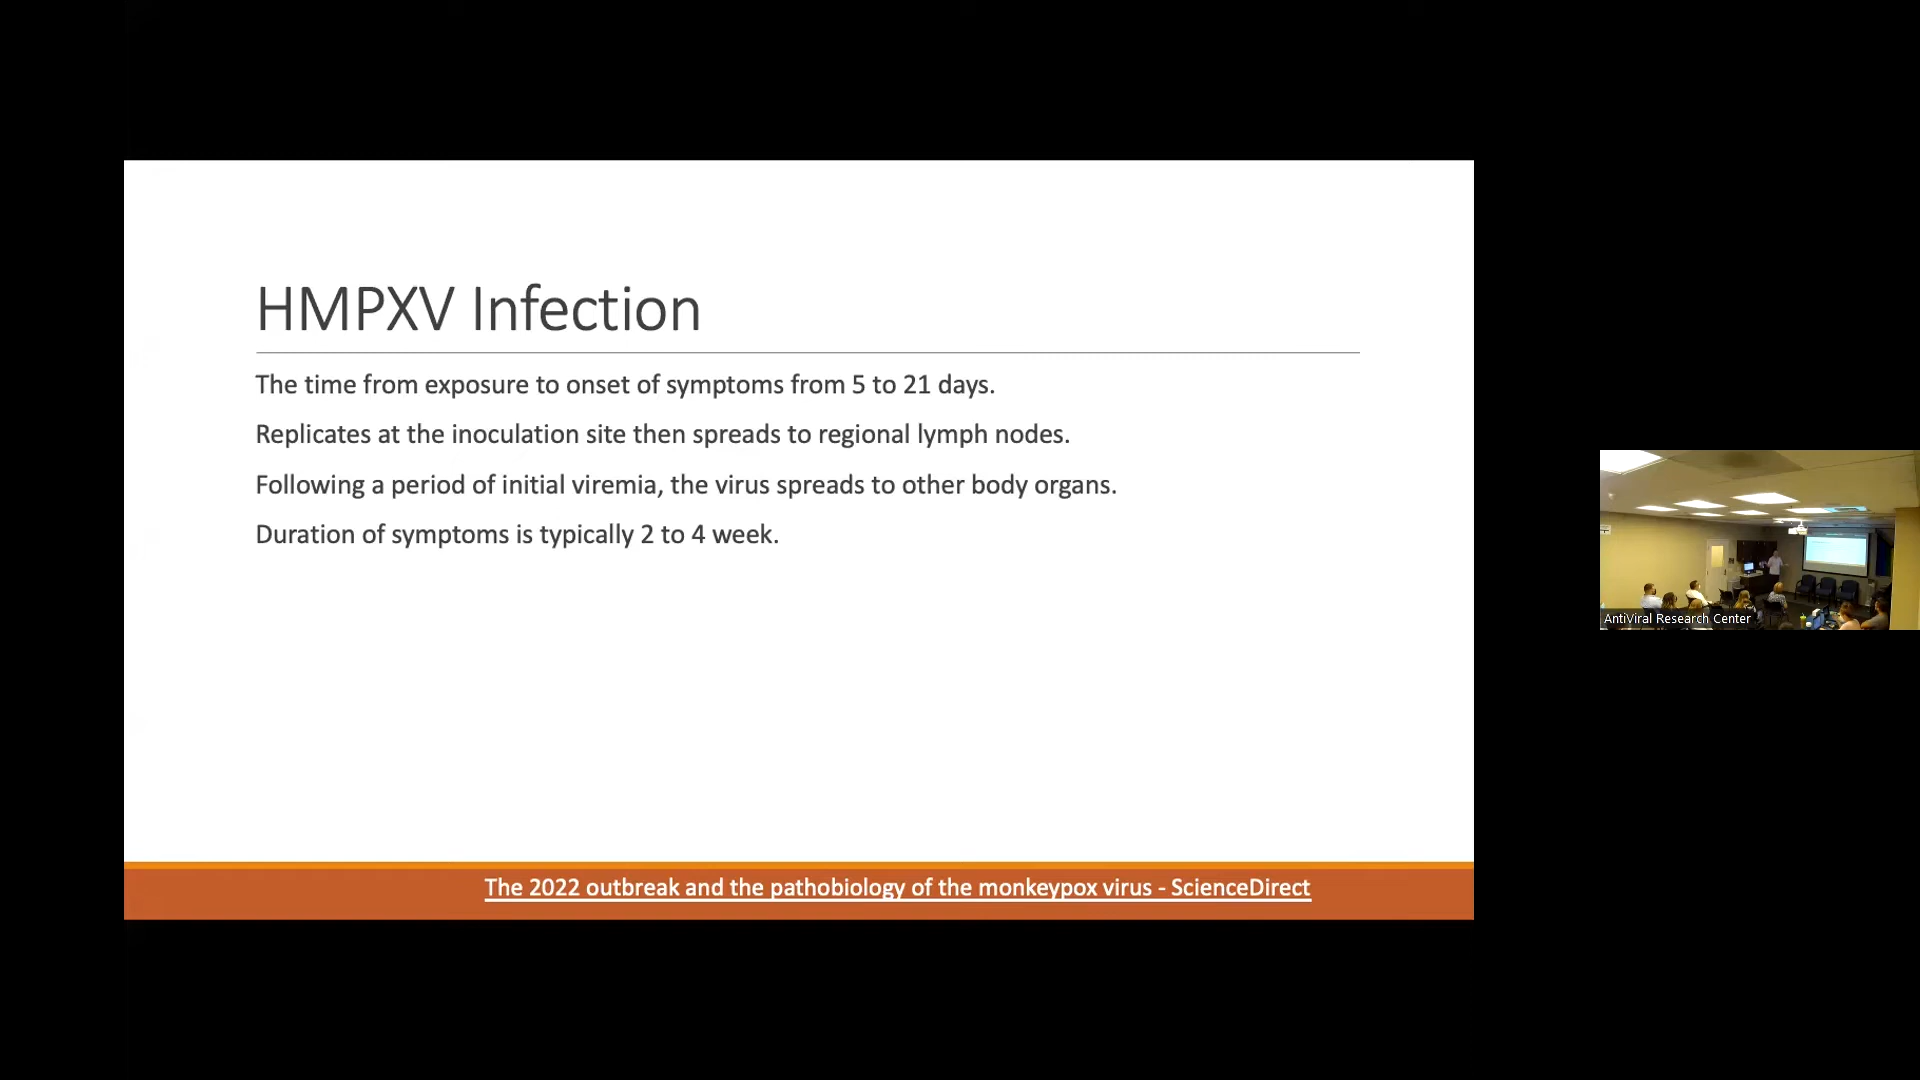 HMPXV Infection
The time from exposure to onset of symptoms from 5 to 21 days.
Replicates at the inoculation site then spreads to regional lymph nodes.
Following a period of initial viremia, the virus spreads to other body organs.
Duration of symptoms is typically 2 to 4 week.
The 2022 outbreak and the pathobiology of the monkeypox virus - ScienceDirect
AntiViral Research Center